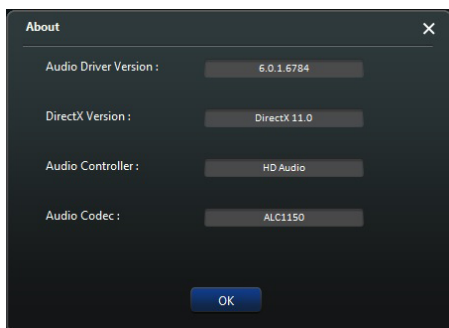 About
Audio Driver Version :
6.0.1.6784
DirectX Version :
DirectX 11.0
Audio Controller :
HD Audio
Audio Codec :
ALC1150
OK